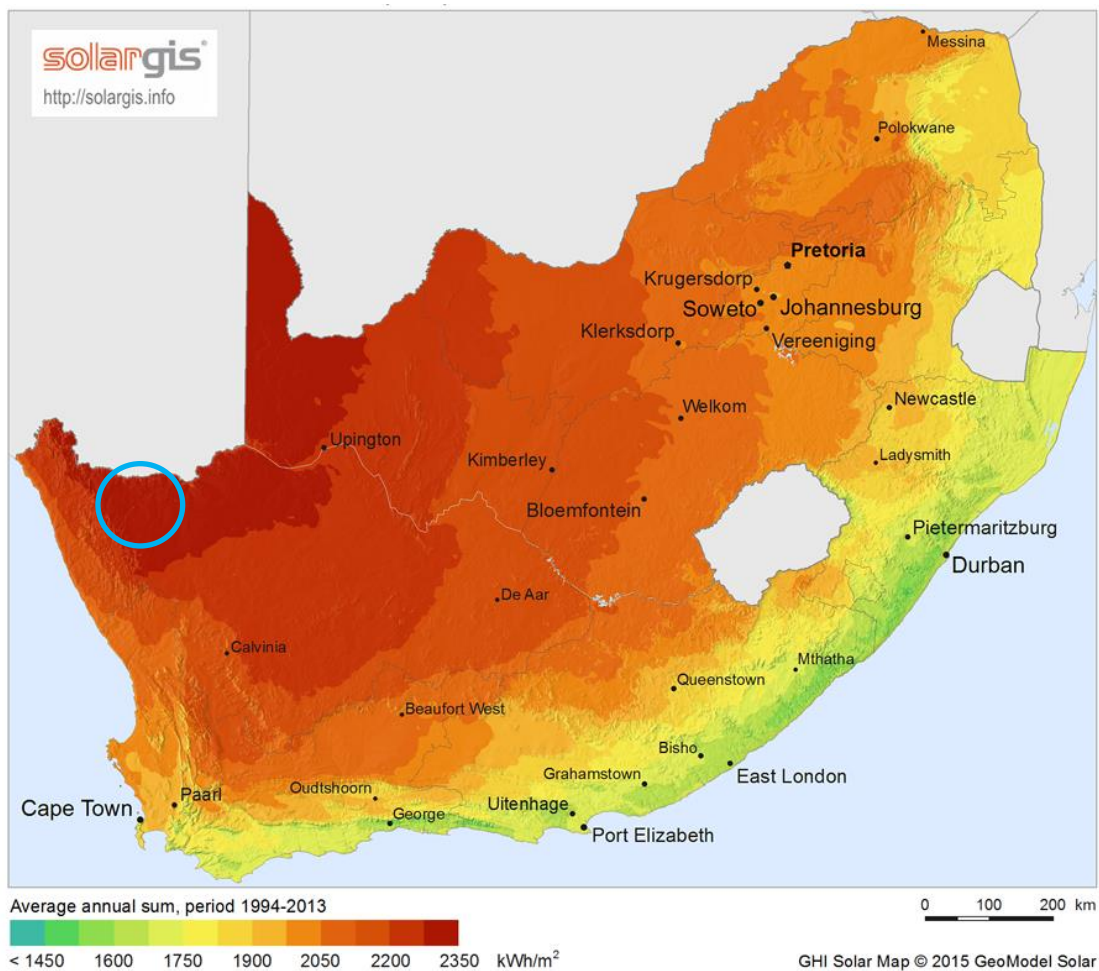 solargis®
http://solargis.info
Messina
Polokwane
Pretoria
Krugersdorp
Soweto
Johannesburg
Klerksdorp
Vereeniging
Welkom
Newcastle
Upington
Kimberley
Ladysmith
Bloemfontein
Pietermaritzburg
Durban
De Aar
Calvinia
Mthatha
Queenstown
Beaufort West
Bisho
Grahamstown
East London
Oudtshoorn
Paarl
Cape Town
George
Uitenhage
Port Elizabeth
Average annual sum, period 1994-2013
0 100 200 km
< 1450 1600 1750 1900 2050 2200 2350 kWh/m²
GHI Solar Map © 2015 GeoModel Solar